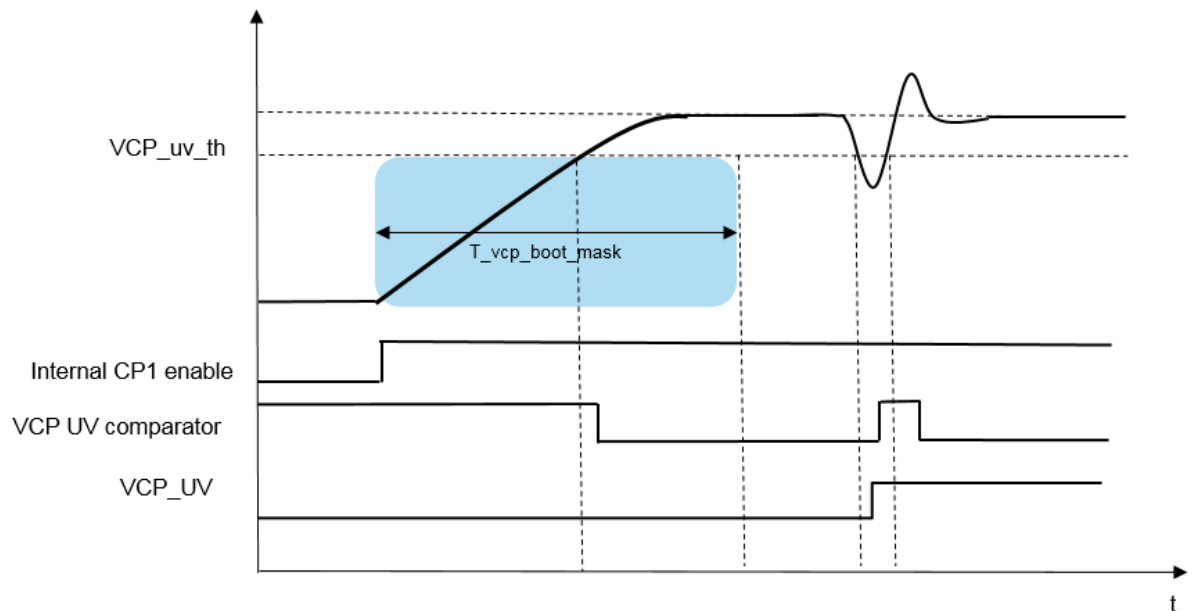 VCP_uv_th
T_vcp_boot_mask
Internal CP1 enable
VCP UV comparator
VCP_UV
t